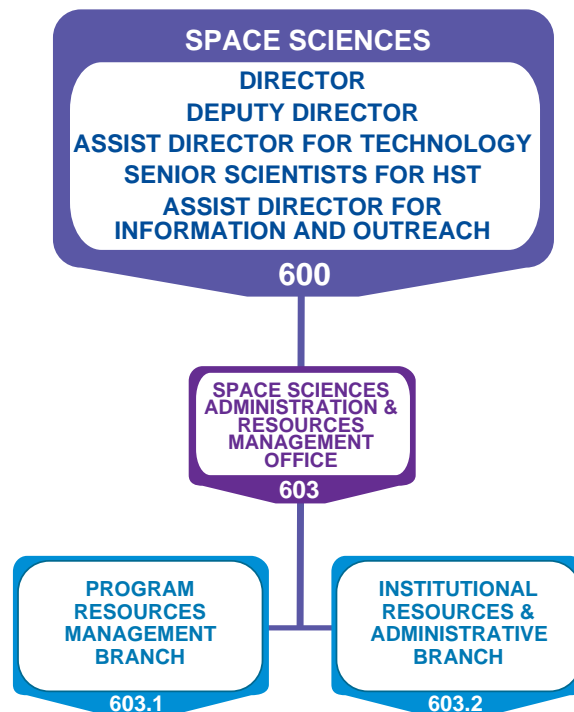 SPACE SCIENCES
DIRECTOR
DEPUTY DIRECTOR
ASSIST DIRECTOR FOR TECHNOLOGY
SENIOR SCIENTISTS FOR HST
ASSIST DIRECTOR FOR
INFORMATION AND OUTREACH
600
SPACE SCIENCES
ADMINISTRATION &
RESOURCES
MANAGEMENT
OFFICE
603
PROGRAM
RESOURCES
MANAGEMENT
BRANCH
603.1
INSTITUTIONAL
RESOURCES &
ADMINISTRATIVE
BRANCH
603.2